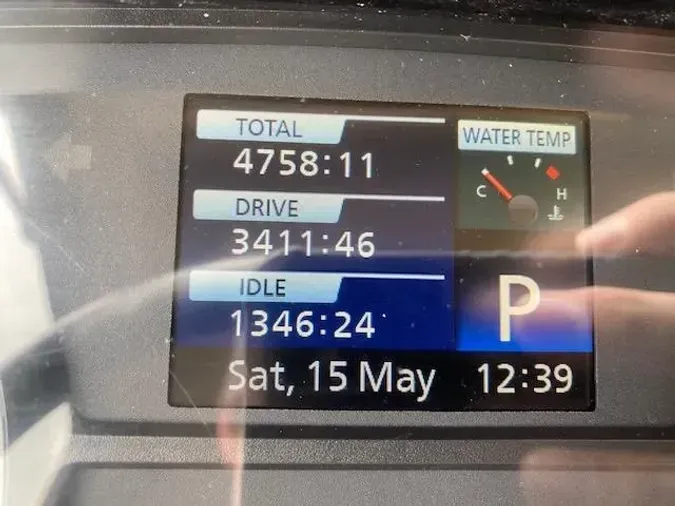 TOTAL
4758:11
WATER TEMP
C
H
DRIVE
3411:46
IDLE
1346:24
P
Sat, 15 May 12:39